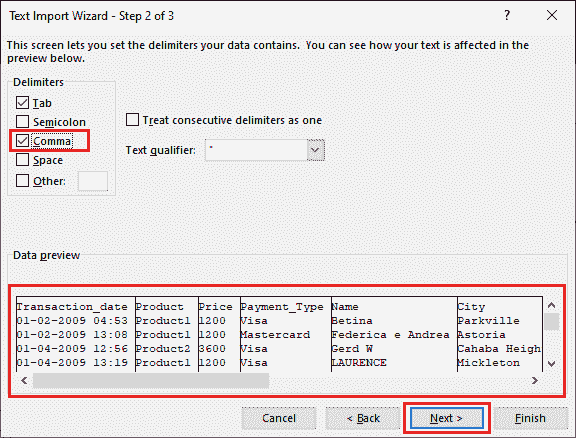 Text Import Wizard - Step 2 of 3
This screen lets you set the delimiters your data contains. You can see how your text is affected in the
preview below.
Delimiters
Tab
Semicolon
Comma
Space
Other:
Treat consecutive delimiters as one
Text qualifier: "
Data preview
Transaction_date Product Price Payment_Type Name City
01-02-2009 04:53 Product1 1200 Visa Betina Parkville
01-02-2009 13:08 Product1 1200 Mastercard Federica e Andrea Astoria
01-04-2009 12:56 Product2 3600 Visa Gerd W Cahaba Heigh
01-04-2009 13:19 Product1 1200 Visa LAURENCE Mickleton
Cancel < Back Next > Finish